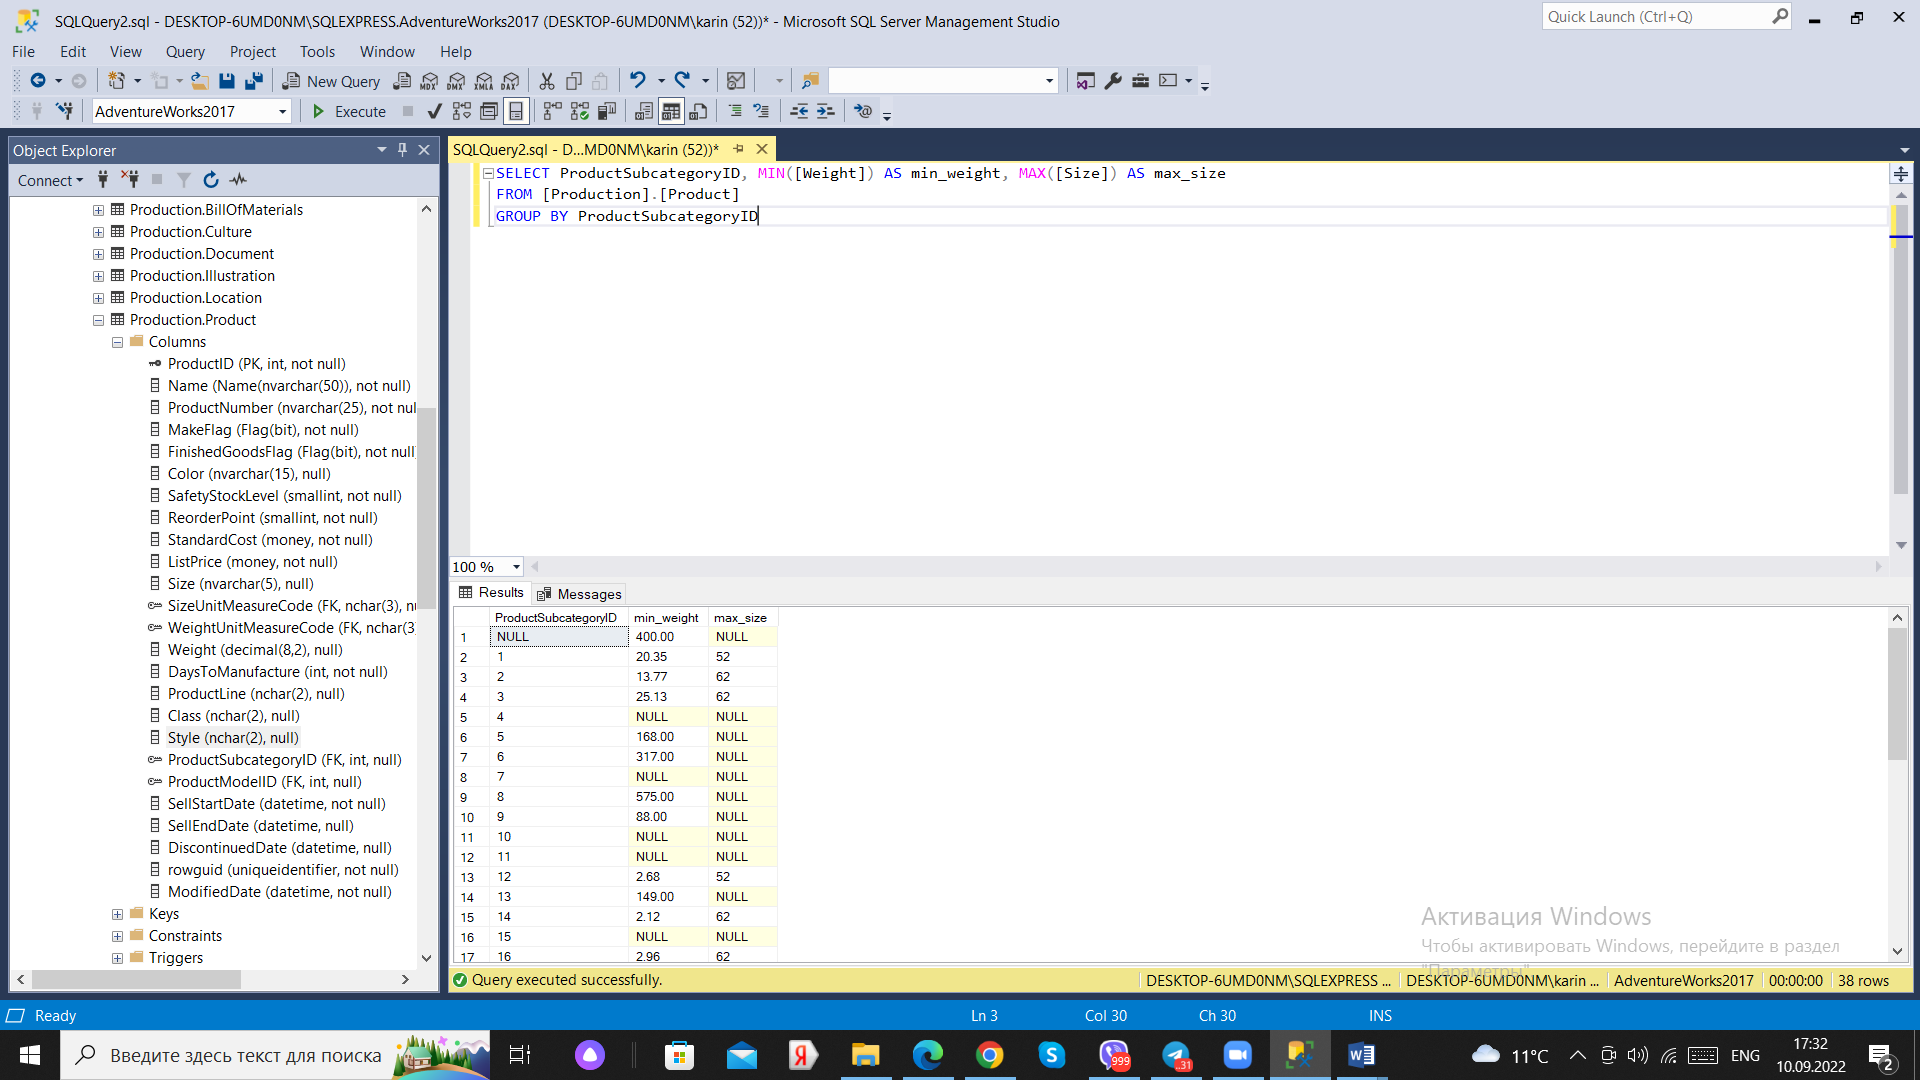 SQLQuery2.sql - DESKTOP-6UMD0NM\SQLEXPRESS.AdventureWorks2017 (DESKTOP-6UMD0NM\karin (52))* - Microsoft SQL Server Management Studio
Quick Launch (Ctrl+Q)
File Edit View Query Project Tools Window Help
New Query
MDX DMX XMLA DAX
AdventureWorks2017
Execute
Object Explorer
Connect
Production.BillOfMaterials
Production.Culture
Production.Document
Production.Illustration
Production.Location
Production.Product
Columns
ProductID (PK, int, not null)
Name (Name(nvarchar(50)), not null)
ProductNumber (nvarchar(25), not nul
MakeFlag (Flag(bit), not null)
FinishedGoodsFlag (Flag(bit), not null
Color (nvarchar(15), null)
SafetyStockLevel (smallint, not null)
ReorderPoint (smallint, not null)
StandardCost (money, not null)
ListPrice (money, not null)
Size (nvarchar(5), null)
SizeUnitMeasureCode (FK, nchar(3), nu
WeightUnitMeasureCode (FK, nchar(3)
Weight (decimal(8,2), null)
DaysToManufacture (int, not null)
ProductLine (nchar(2), null)
Class (nchar(2), null)
Style (nchar(2), null)
ProductSubcategoryID (FK, int, null)
ProductModelID (FK, int, null)
SellStartDate (datetime, not null)
SellEndDate (datetime, null)
DiscontinuedDate (datetime, null)
rowguid (uniqueidentifier, not null)
ModifiedDate (datetime, not null)
Keys
Constraints
Triggers
SQLQuery2.sql - D...MD0NM\karin (52))*
SELECT ProductSubcategoryID, MIN([Weight]) AS min_weight, MAX([Size]) AS max_size
FROM [Production].[Product]
GROUP BY ProductSubcategoryID
100 %
Results Messages
ProductSubcategoryID min_weight max_size
1 NULL 400.00 NULL
2 1 20.35 52
3 2 13.77 62
4 3 25.13 62
5 4 NULL NULL
6 5 168.00 NULL
7 6 317.00 NULL
8 7 NULL NULL
9 8 575.00 NULL
10 9 88.00 NULL
11 10 NULL NULL
12 11 NULL NULL
13 12 2.68 52
14 13 149.00 NULL
15 14 2.12 62
16 15 NULL NULL
17 16 2.96 62
Активация Windows
Чтобы активировать Windows, перейдите в раздел
"Параметры".
Query executed successfully.
DESKTOP-6UMD0NM\SQLEXPRESS ... DESKTOP-6UMD0NM\karin ... AdventureWorks2017 00:00:00 38 rows
Ready
Ln 3 Col 30 Ch 30 INS
Введите здесь текст для поиска
Я
999
31
11°C
ENG
17:32
10.09.2022
2